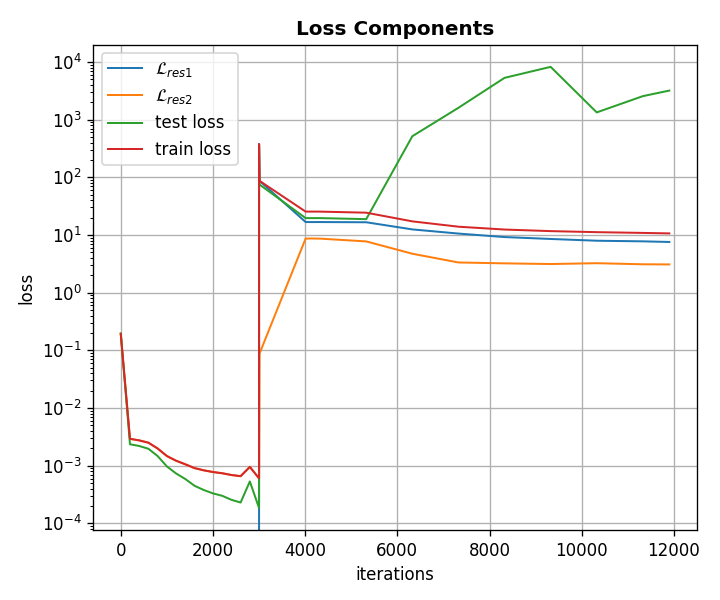 Loss Components
10^4
10^3
10^2
10^1
10^0
10^-1
10^-2
10^-3
10^-4
loss
ℒ_res1
ℒ_res2
test loss
train loss
0 2000 4000 6000 8000 10000 12000
iterations